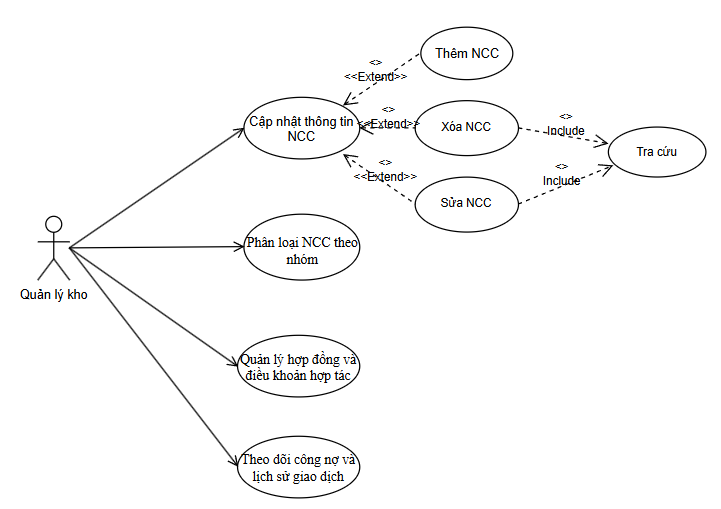 Thêm NCC
<>
<<Extend>>
Cập nhật thông tin
NCC
<>
<<Extend>>
Xóa NCC
<>
Include
Tra cứu
<>
<<Extend>>
Sửa NCC
<>
Include
Quản lý kho
Phân loại NCC theo
nhóm
Quản lý hợp đồng và
điều khoản hợp tác
Theo dõi công nợ và
lịch sử giao dịch